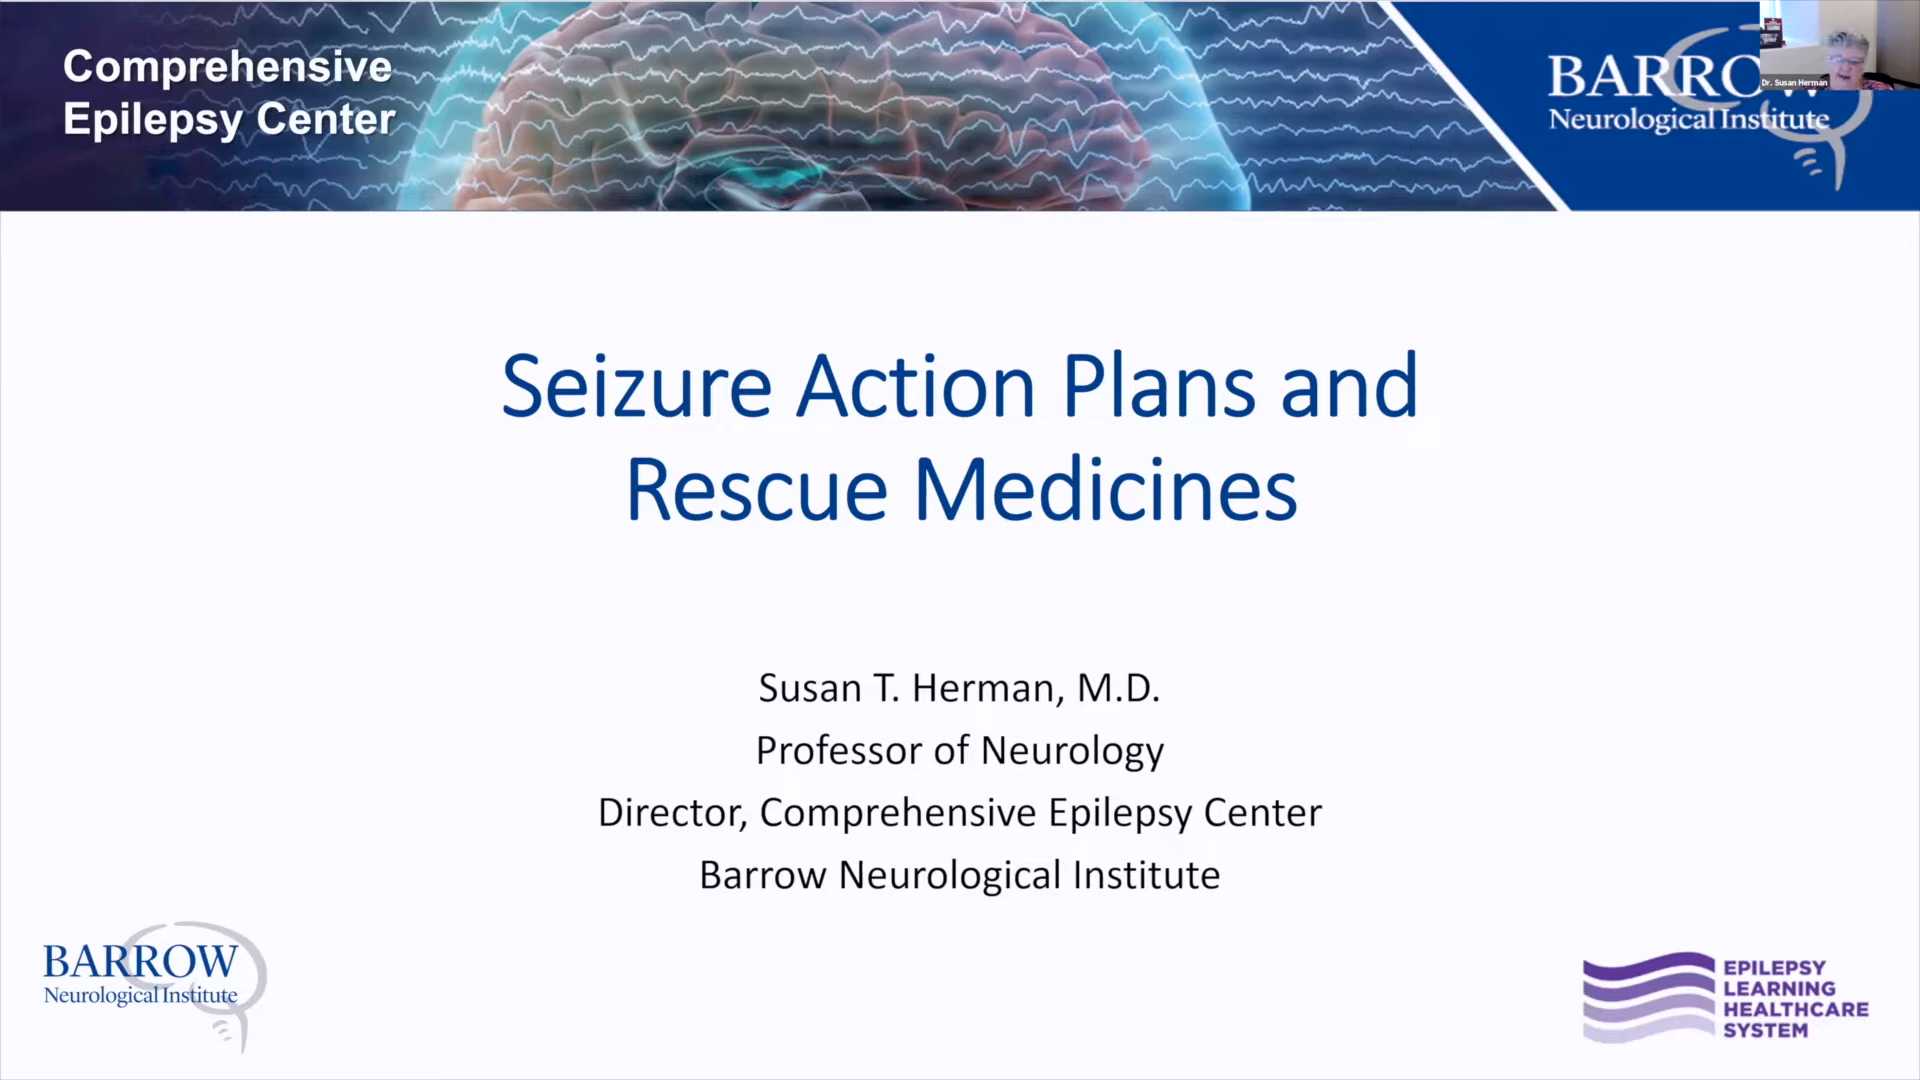 Comprehensive
Epilepsy Center
BARRO
Neurological Institute
Dr. Susan Herman
Seizure Action Plans and
Rescue Medicines
Susan T. Herman, M.D.
Professor of Neurology
Director, Comprehensive Epilepsy Center
Barrow Neurological Institute
BARROW
Neurological Institute
EPILEPSY
LEARNING
HEALTHCARE
SYSTEM